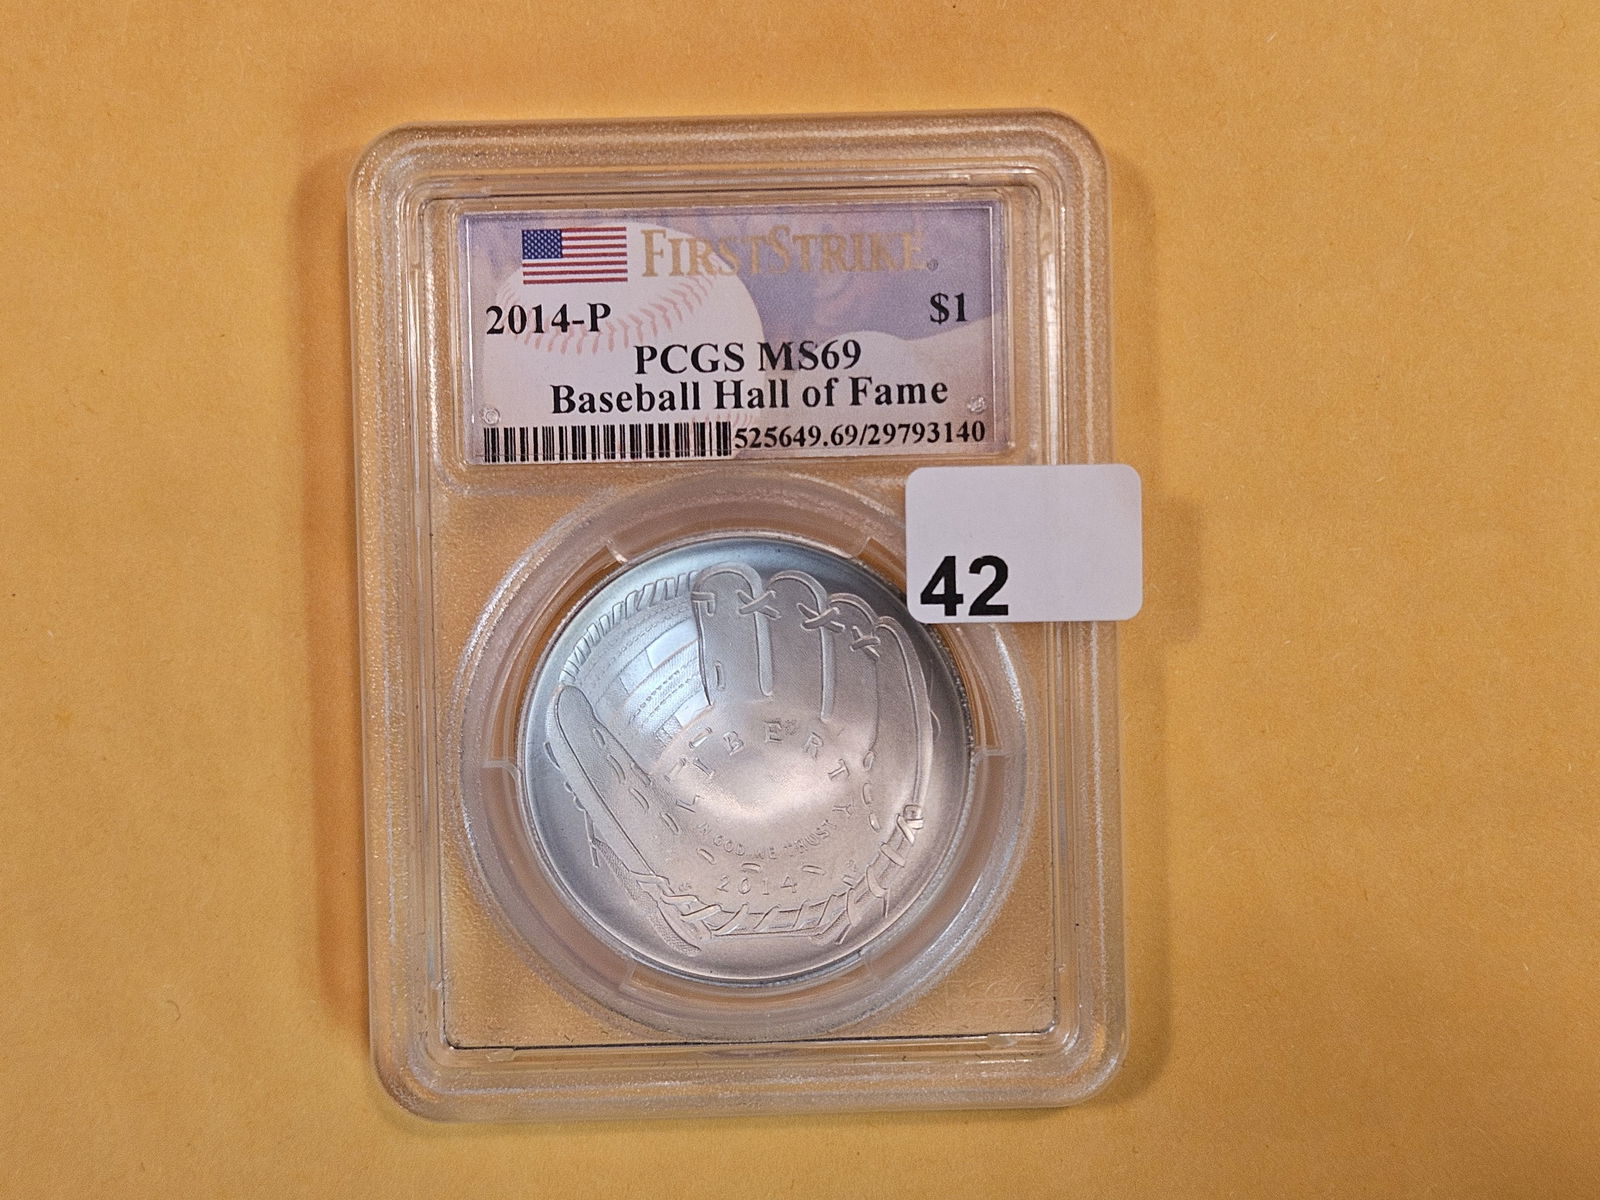 FIRSTSTRIKE®
2014-P $1
PCGS MS69
Baseball Hall of Fame
525649.69/29793140
42
LIBERTY
IN GOD WE TRUST
2014